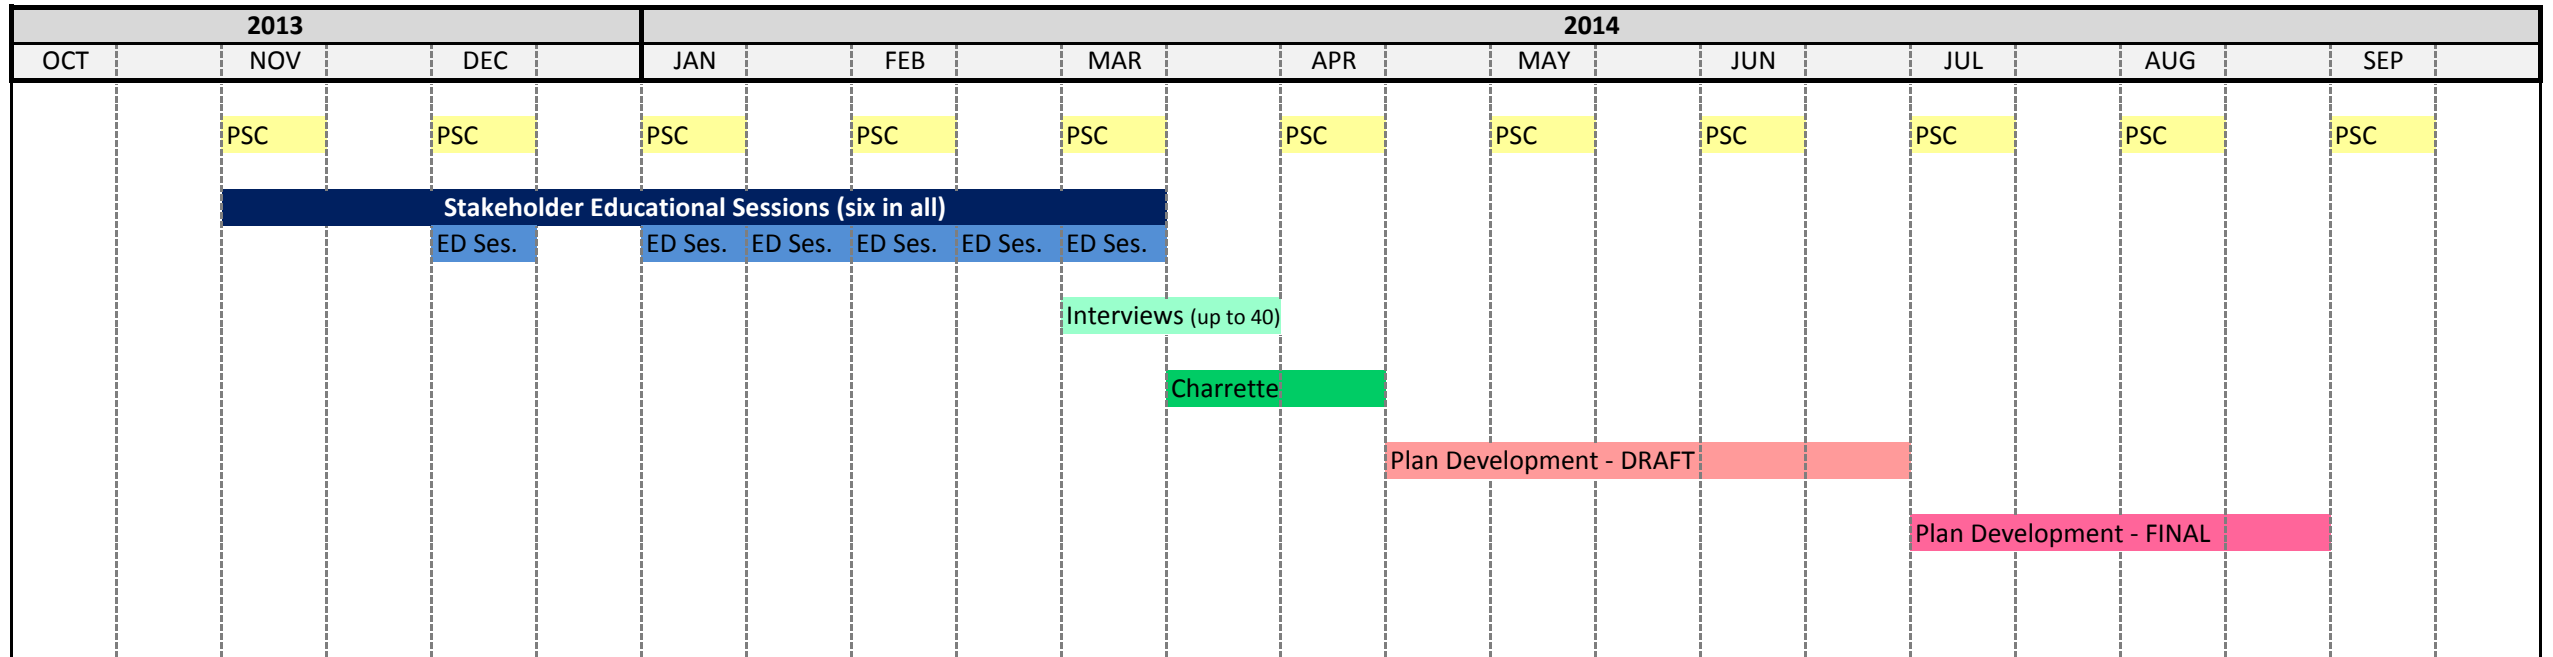 2013 2014
OCT NOV DEC JAN FEB MAR APR MAY JUN JUL AUG SEP
PSC PSC PSC PSC PSC PSC PSC PSC PSC PSC PSC
Stakeholder Educational Sessions (six in all)
ED Ses. ED Ses. ED Ses. ED Ses. ED Ses. ED Ses.
Interviews (up to 40)
Charrette
Plan Development - DRAFT
Plan Development - FINAL